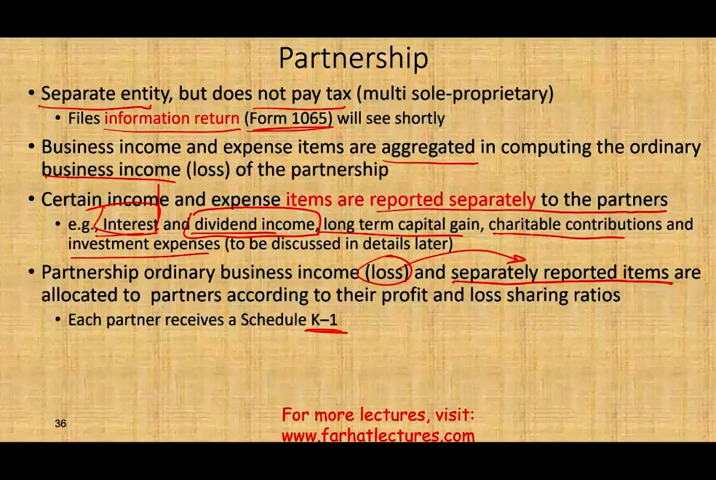 Partnership
• Separate entity, but does not pay tax (multi sole-proprietary)
• Files information return (Form 1065) will see shortly
• Business income and expense items are aggregated in computing the ordinary
business income (loss) of the partnership
• Certain income and expense items are reported separately to the partners
• e.g. Interest and dividend income, long term capital gain, charitable contributions and
investment expenses (to be discussed in details later)
• Partnership ordinary business income (loss) and separately reported items are
allocated to partners according to their profit and loss sharing ratios
• Each partner receives a Schedule K–1
For more lectures, visit:
36
www.farhatlectures.com